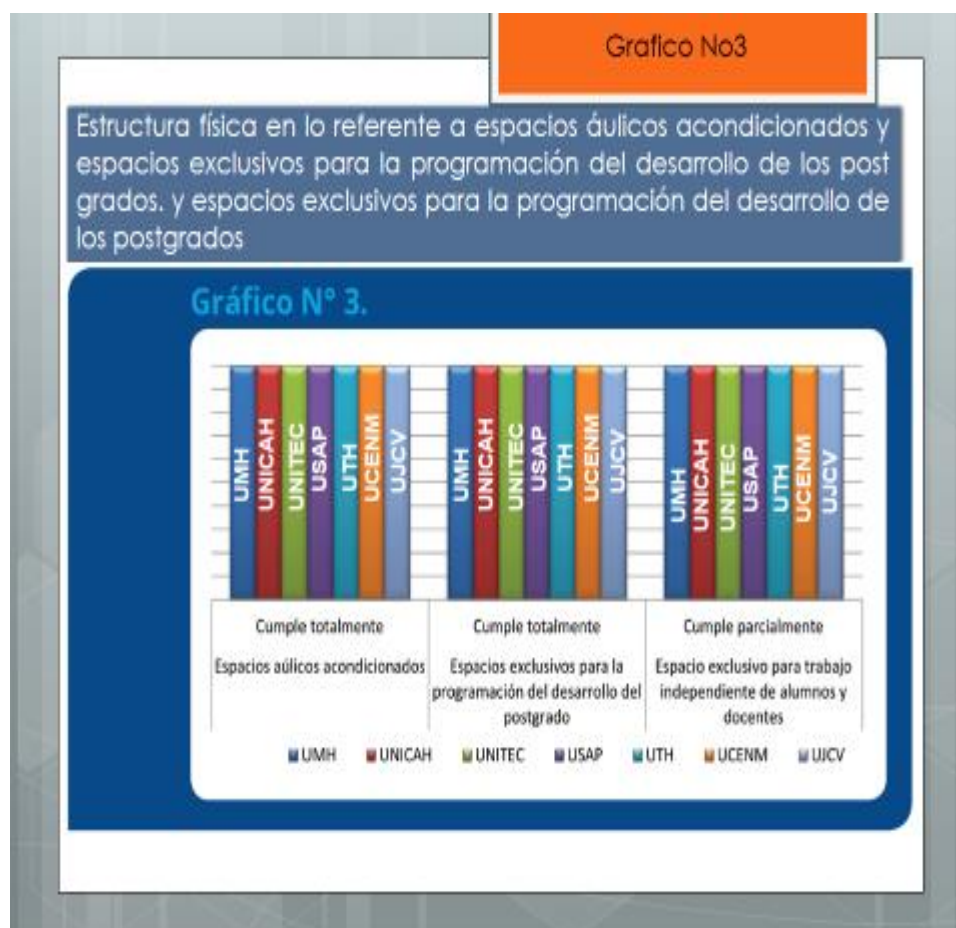 Grafico No3
Estructura física en lo referente a espacios áulicos acondicionados y
espacios exclusivos para la programación del desarrollo de los post
grados. y espacios exclusivos para la programación del desarrollo de
los postgrados
Gráfico N° 3.
UMH
UNICAH
UNITEC
USAP
UTH
UCENM
UJCV
UMH
UNICAH
UNITEC
USAP
UTH
UCENM
UJCV
UMH
UNICAH
UNITEC
USAP
UTH
UCENM
UJCV
Cumple totalmente
Espacios aúlicos acondicionados
Cumple totalmente
Espacios exclusivos para la
programación del desarrollo del
postgrado
Cumple parcialmente
Espacio exclusivo para trabajo
independiente de alumnos y
docentes
UMH UNICAH UNITEC USAP UTH UCENM UJCV